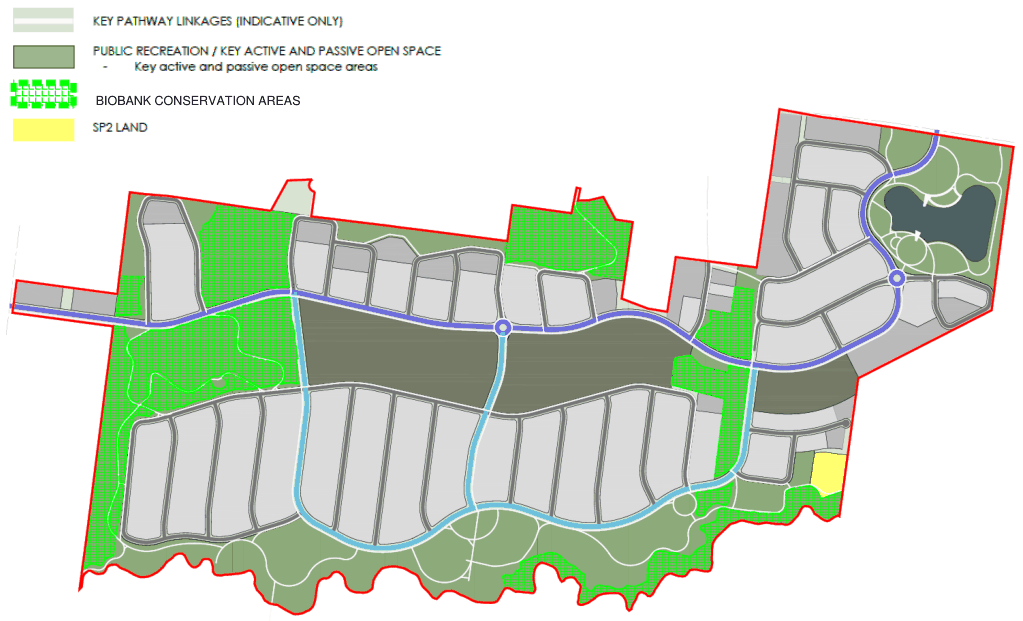 KEY PATHWAY LINKAGES (INDICATIVE ONLY)
PUBLIC RECREATION / KEY ACTIVE AND PASSIVE OPEN SPACE
- Key active and passive open space areas
BIOBANK CONSERVATION AREAS
SP2 LAND